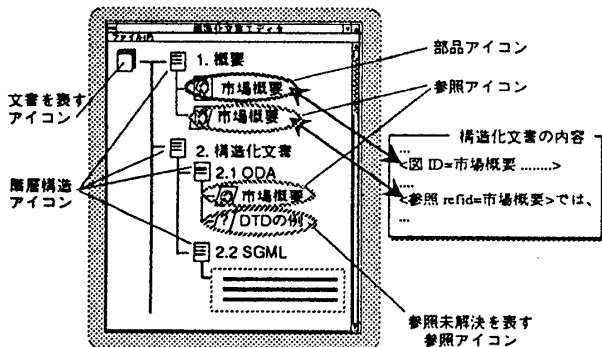 構造化文書エディタ
ファイル(F)
文書を表す
アイコン
階層構造
アイコン
1. 概要
市場概要
市場概要
2. 構造化文書
2.1 ODA
市場概要
? DTDの例
2.2 SGML
部品アイコン
参照アイコン
構造化文書の内容
...
<図 ID=市場概要 ........>
....
<参照 refid=市場概要>では、
...
参照未解決を表す
参照アイコン